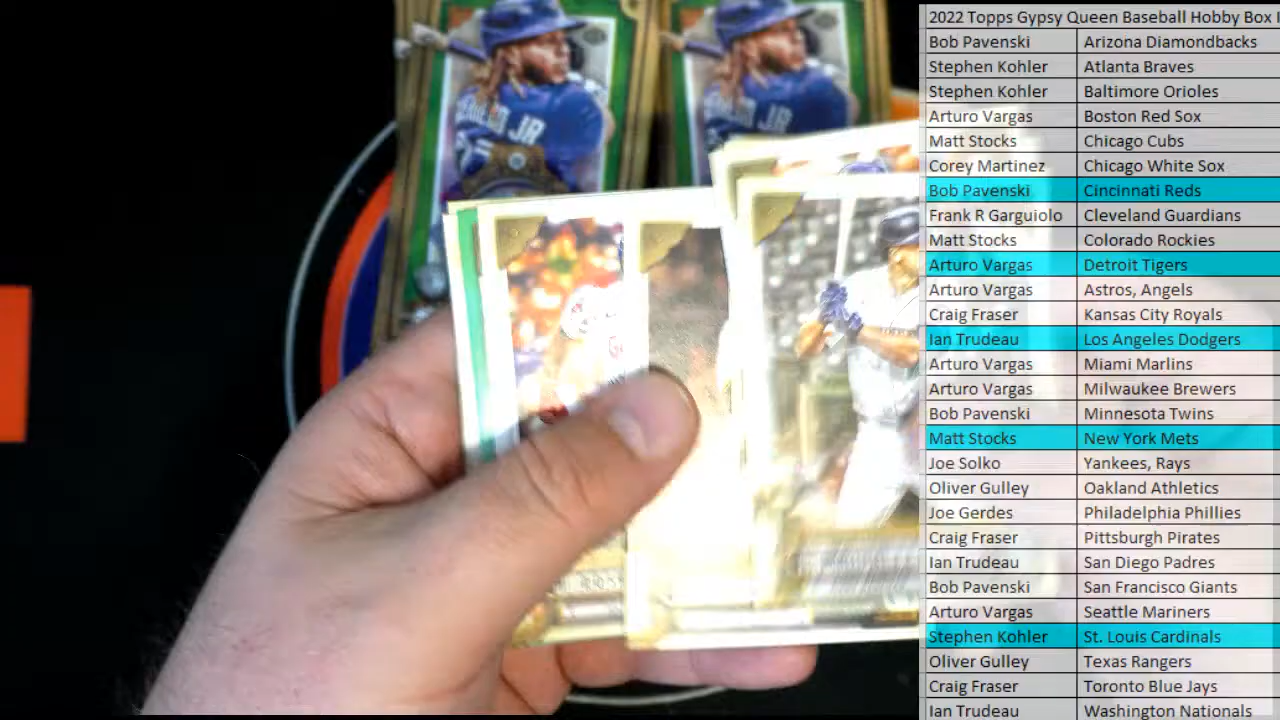 2022 Topps Gypsy Queen Baseball Hobby Box
Bob Pavenski Arizona Diamondbacks
Stephen Kohler Atlanta Braves
Stephen Kohler Baltimore Orioles
Arturo Vargas Boston Red Sox
Matt Stocks Chicago Cubs
Corey Martinez Chicago White Sox
Bob Pavenski Cincinnati Reds
Frank R Garguiolo Cleveland Guardians
Matt Stocks Colorado Rockies
Arturo Vargas Detroit Tigers
Arturo Vargas Astros, Angels
Craig Fraser Kansas City Royals
Ian Trudeau Los Angeles Dodgers
Arturo Vargas Miami Marlins
Arturo Vargas Milwaukee Brewers
Bob Pavenski Minnesota Twins
Matt Stocks New York Mets
Joe Solko Yankees, Rays
Oliver Gulley Oakland Athletics
Joe Gerdes Philadelphia Phillies
Craig Fraser Pittsburgh Pirates
Ian Trudeau San Diego Padres
Bob Pavenski San Francisco Giants
Arturo Vargas Seattle Mariners
Stephen Kohler St. Louis Cardinals
Oliver Gulley Texas Rangers
Craig Fraser Toronto Blue Jays
Ian Trudeau Washington Nationals
JR
JR